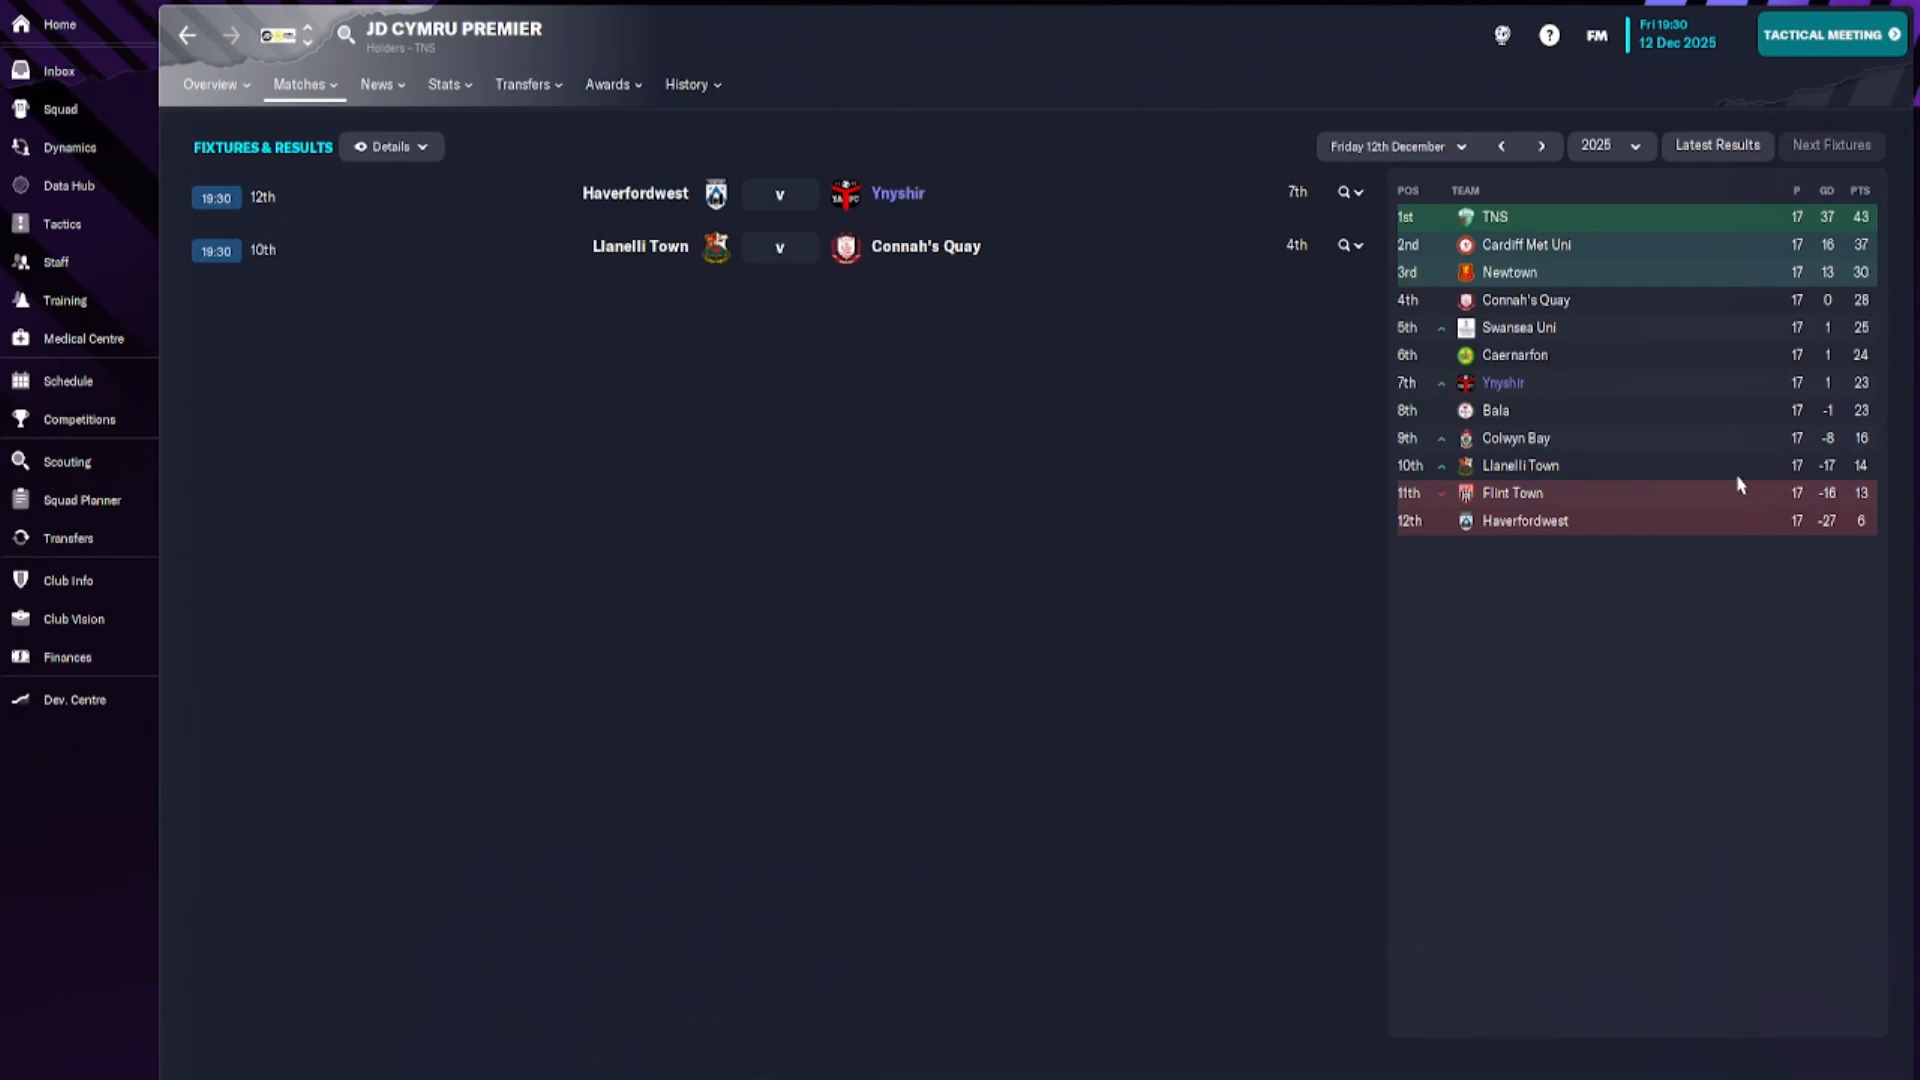 Home
Inbox
Squad
Dynamics
Data Hub
Tactics
Staff
Training
Medical Centre
Schedule
Competitions
Scouting
Squad Planner
Transfers
Club Info
Club Vision
Finances
Dev. Centre
JD CYMRU PREMIER
Holders - TNS
FM
Fri 19:30
12 Dec 2025
TACTICAL MEETING
Overview Matches News Stats Transfers Awards History
FIXTURES & RESULTS Details
Friday 12th December 2025 Latest Results Next Fixtures
19:30 12th Haverfordwest v Ynyshir 7th
19:30 10th Llanelli Town v Connah's Quay 4th
POS TEAM P GD PTS
1st TNS 17 37 43
2nd Cardiff Met Uni 17 16 37
3rd Newtown 17 13 30
4th Connah's Quay 17 0 28
5th Swansea Uni 17 1 25
6th Caernarfon 17 1 24
7th Ynyshir 17 1 23
8th Bala 17 -1 23
9th Colwyn Bay 17 -8 16
10th Llanelli Town 17 -17 14
11th Flint Town 17 -16 13
12th Haverfordwest 17 -27 6